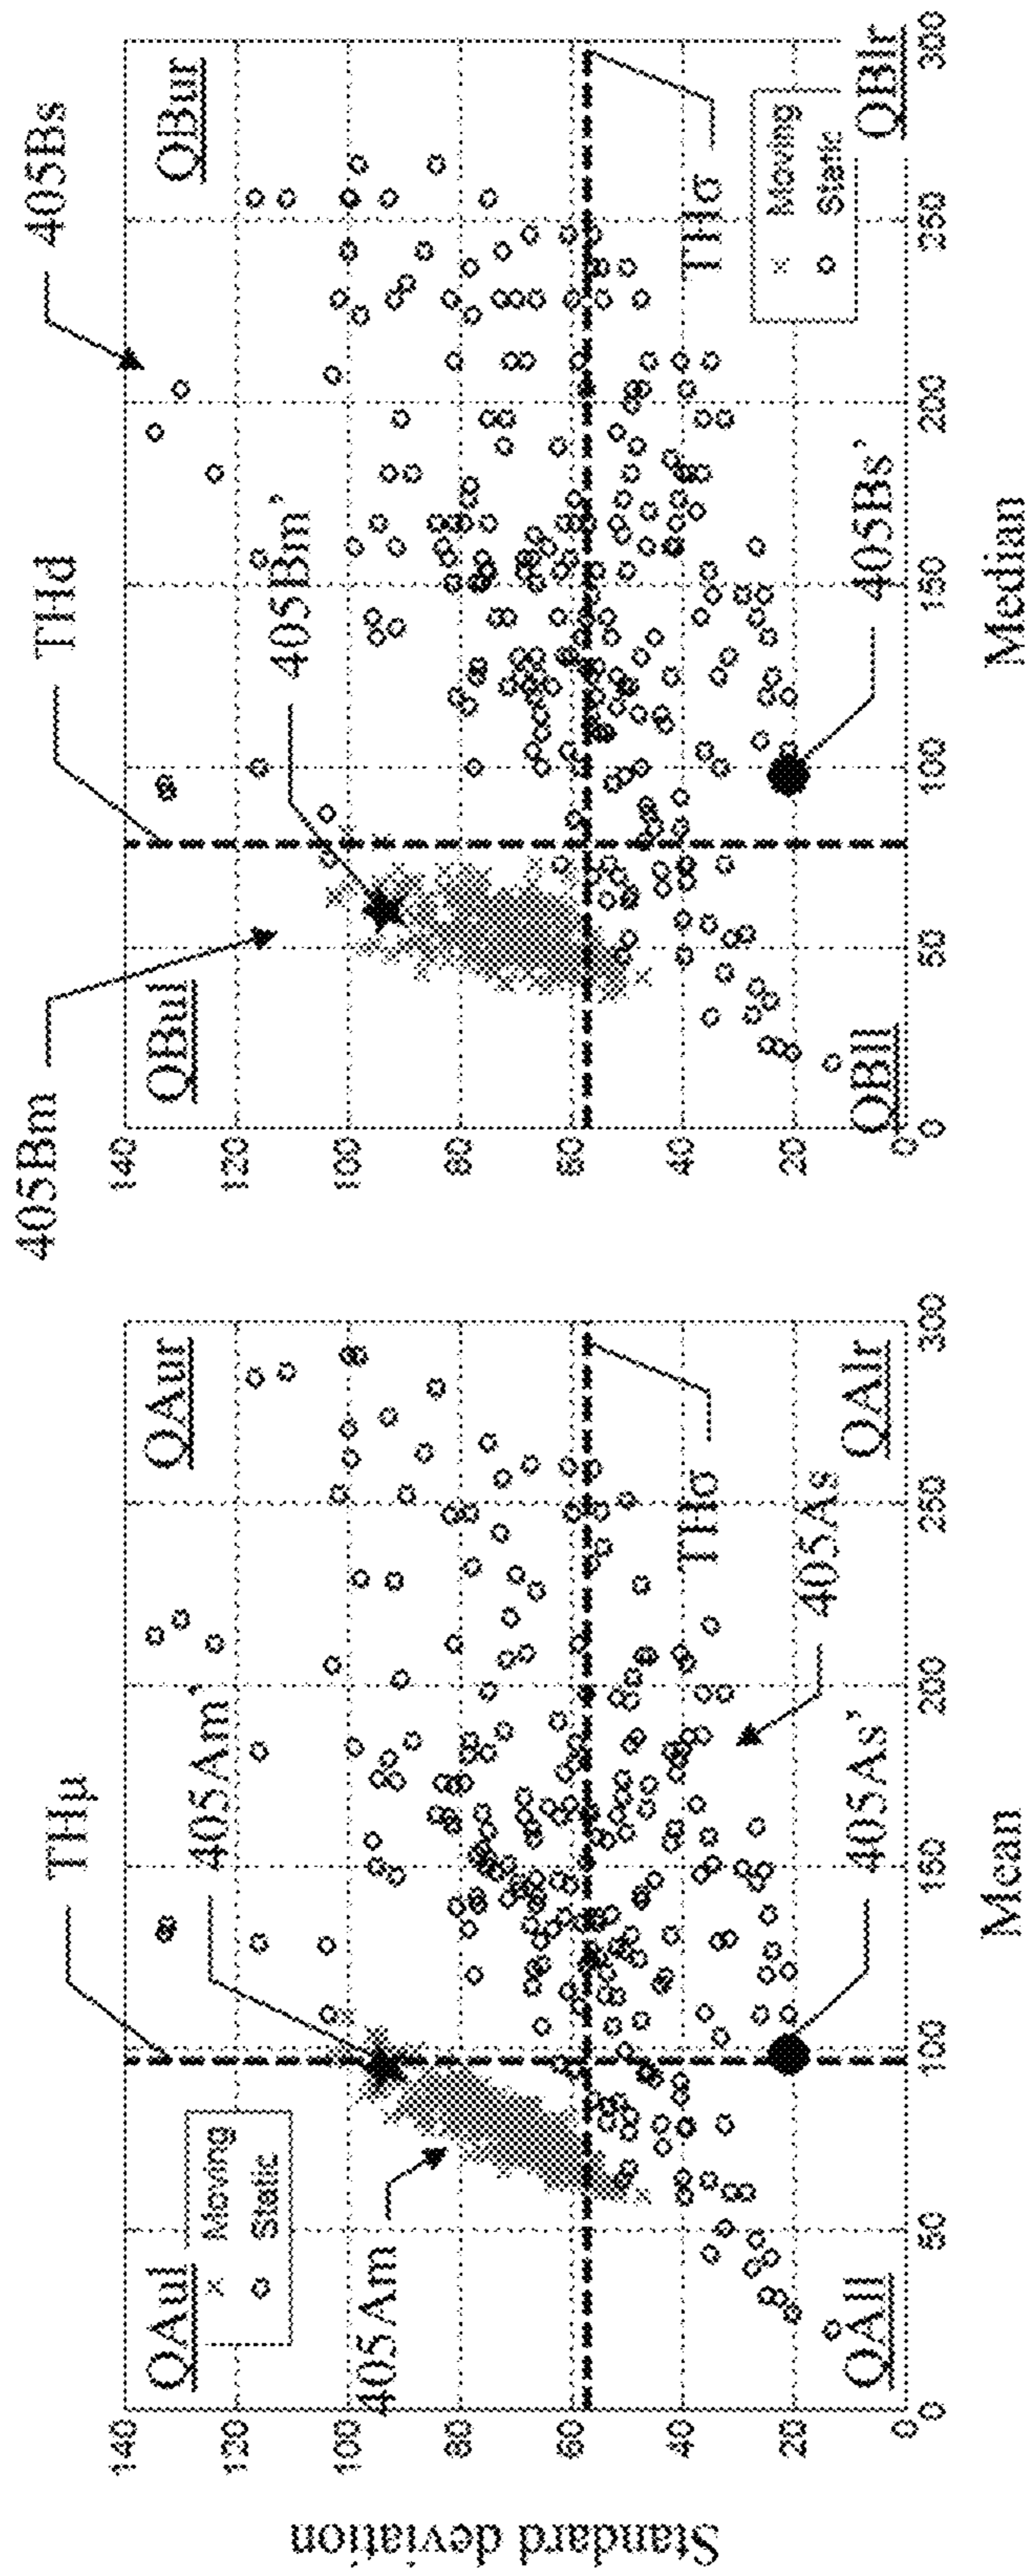 Standard deviation
140
120
100
80
60
40
20
0
0
50
100
150
200
250
300
Mean
THμ
THσ
QAul
QAur
QAll
QAlr
× Moving
○ Static
405Am
405Am'
405As
405As'
140
120
100
80
60
40
20
0
0
50
100
150
200
250
300
Median
THd
THσ
QBul
QBur
QBll
QBlr
× Moving
○ Static
405Bm
405Bm'
405Bs
405Bs'